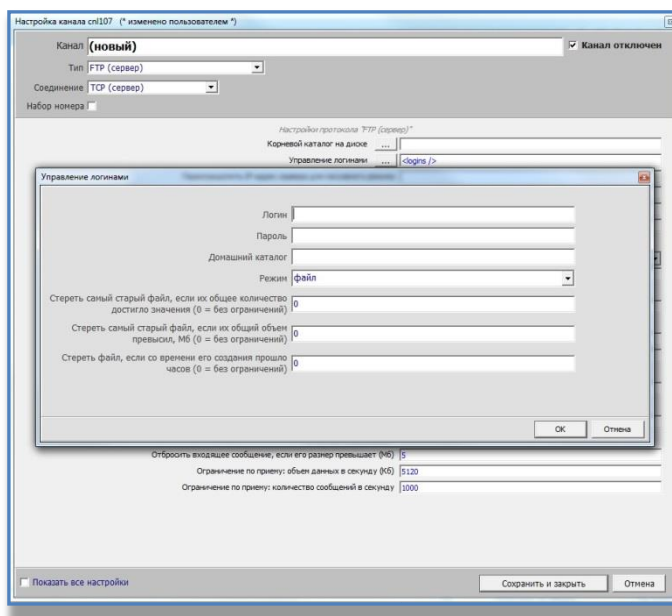 Настройка канала cnl107 (* изменено пользователем *)
Канал (новый) Канал отключен
Тип FTP (сервер)
Соединение TCP (сервер)
Набор номера
Настройки протокола "FTP (сервер)"
Корневой каталог на диске ...
Управление логинами ... <logins />
Управление логинами
Логин
Пароль
Домашний каталог
Режим файл
Стереть самый старый файл, если их общее количество
достигло значения (0 = без ограничений) 0
Стереть самый старый файл, если их общий объем
превысил, Мб (0 = без ограничений) 0
Стереть файл, если со времени его создания прошло
часов (0 = без ограничений) 0
OK Отмена
Отбросить входящее сообщение, если его размер превышает (Мб) 5
Ограничение по приему: объем данных в секунду (Кб) 5120
Ограничение по приему: количество сообщений в секунду 1000
Показать все настройки Сохранить и закрыть Отмена